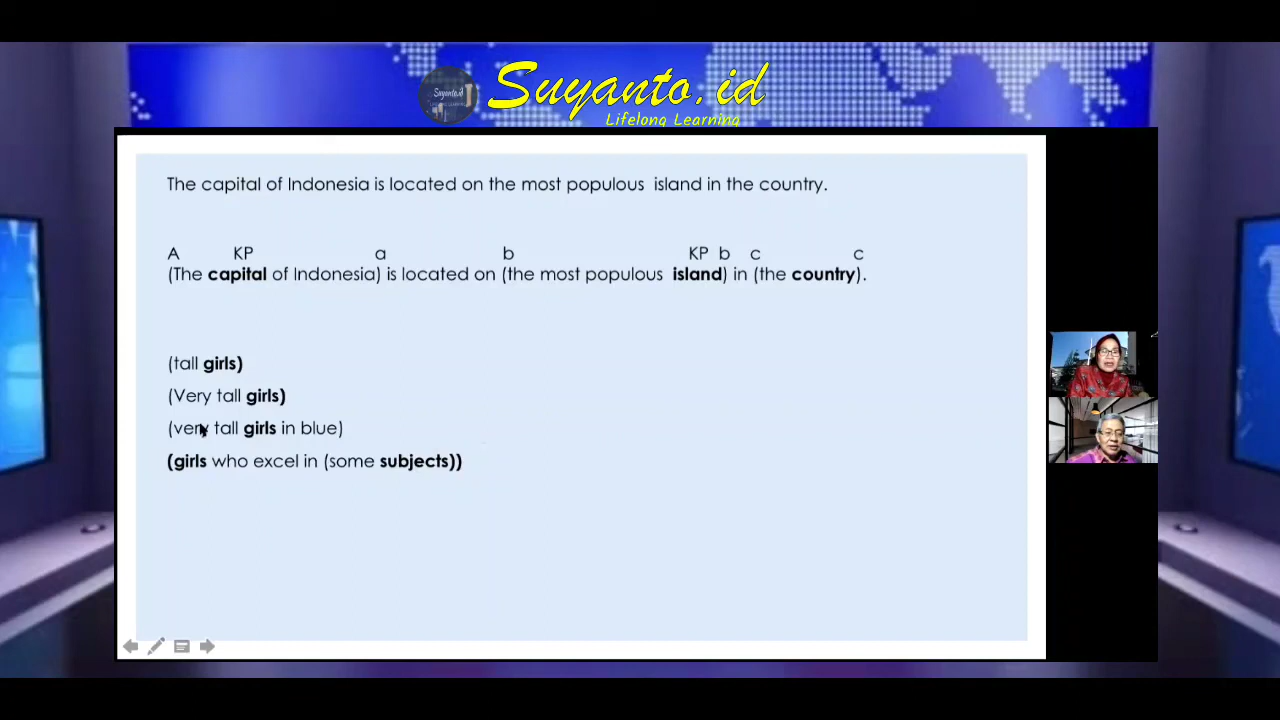 Suyanto.id
Suyanto.id
Lifelong Learning
The capital of Indonesia is located on the most populous island in the country.
A KP a b KP b c c
(The capital of Indonesia) is located on (the most populous island) in (the country).
(tall girls)
(Very tall girls)
(very tall girls in blue)
(girls who excel in (some subjects))